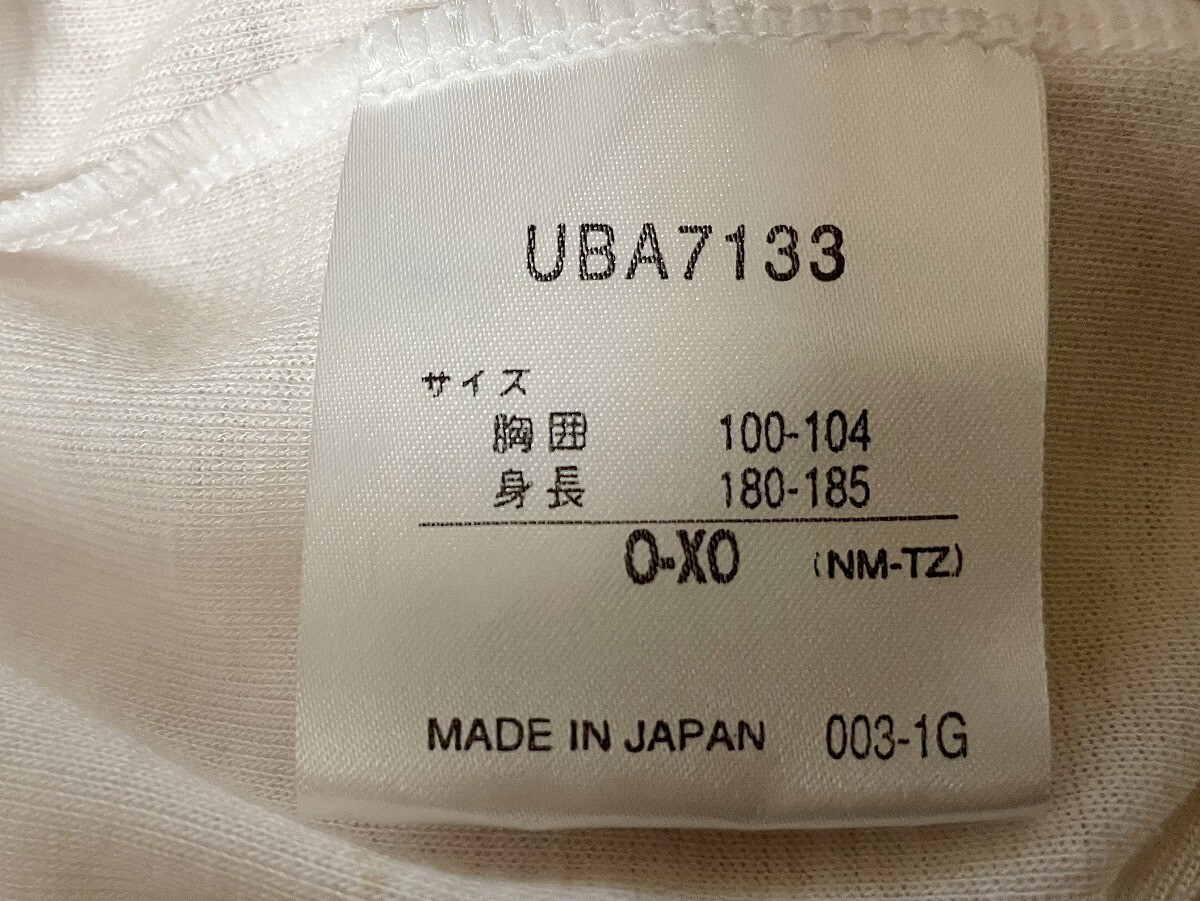 UBA7133
サイズ
胸囲 100-104
身長 180-185
O-XO (NM-TZ)
MADE IN JAPAN 003-1G